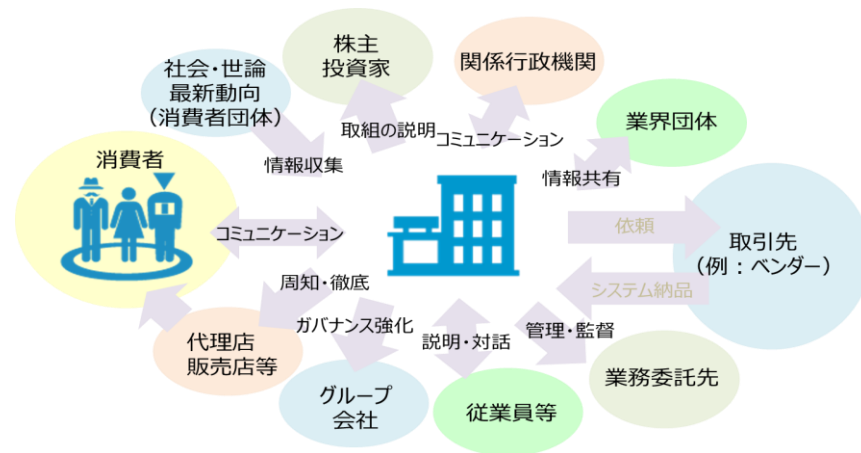 株主
投資家
関係行政機関
社会・世論
最新動向
（消費者団体）
業界団体
取組の説明
コミュニケーション
消費者
情報収集
情報共有
依頼
コミュニケーション
取引先
（例：ベンダー）
周知・徹底
システム納品
ガバナンス強化
管理・監督
代理店
販売店等
説明・対話
業務委託先
グループ
会社
従業員等